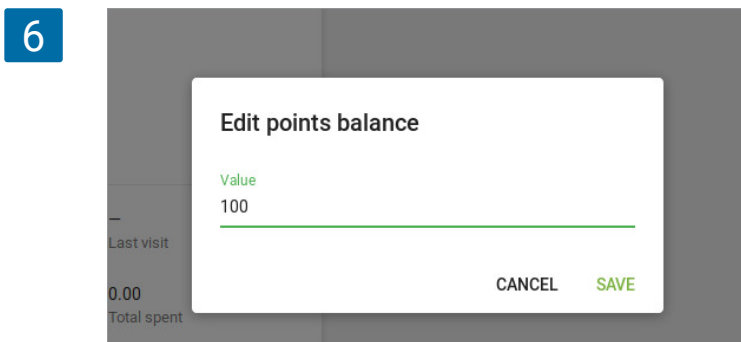 6
Edit points balance
Value
100
–
Last visit
CANCEL SAVE
0.00
Total spent